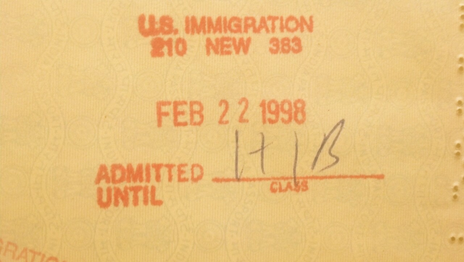 U.S. IMMIGRATION
210 NEW 383
FEB 22 1998
H1B
ADMITTED
CLASS
UNTIL